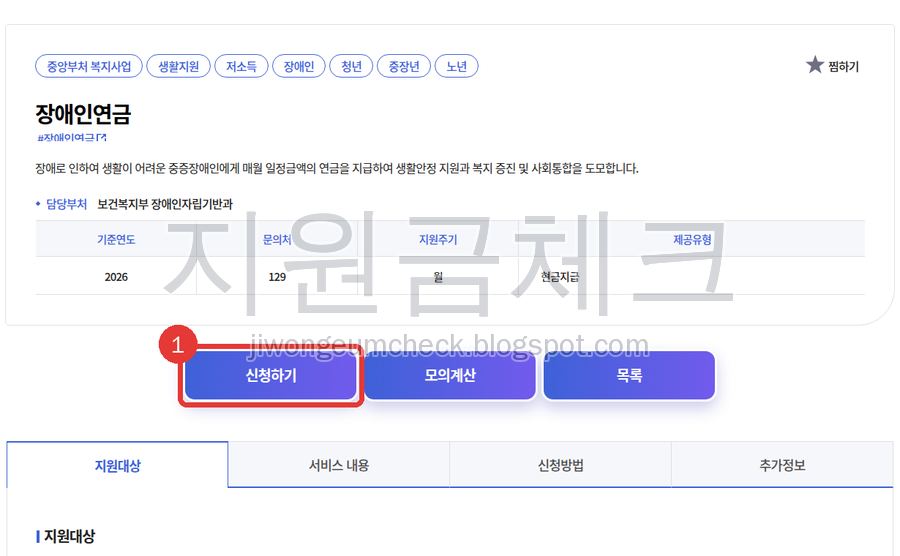 중앙부처 복지사업 생활지원 저소득 장애인 청년 중장년 노년 찜하기
장애인연금
#장애인연금
장애로 인하여 생활이 어려운 중증장애인에게 매월 일정금액의 연금을 지급하여 생활안정 지원과 복지 증진 및 사회통합을 도모합니다.
담당부처 보건복지부 장애인자립기반과
기준연도 문의처 지원주기 제공유형
2026 129 월 현금지급
지원금체크
jiwongeumcheck.blogspot.com
1
신청하기 모의계산 목록
지원대상 서비스 내용 신청방법 추가정보
지원대상